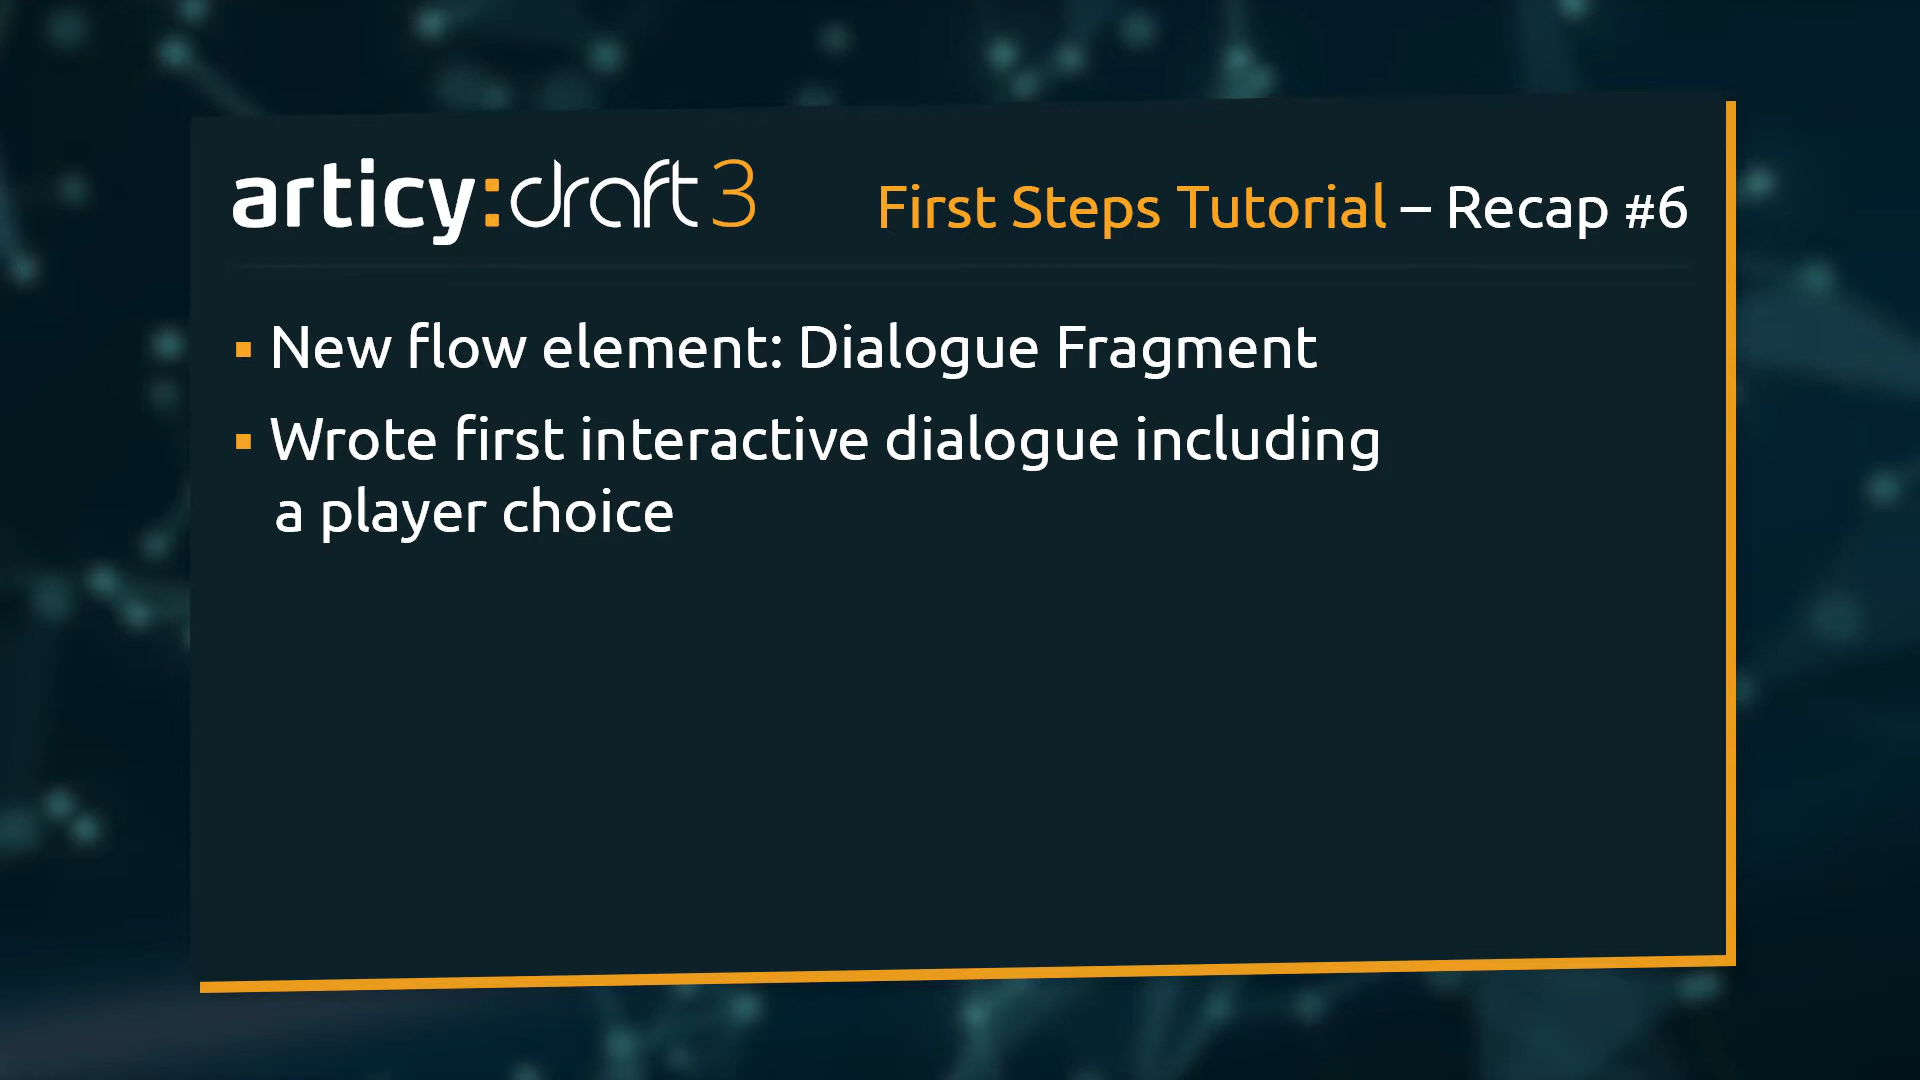 articy:draft 3
First Steps Tutorial – Recap #6
▪ New flow element: Dialogue Fragment
▪ Wrote first interactive dialogue including
a player choice